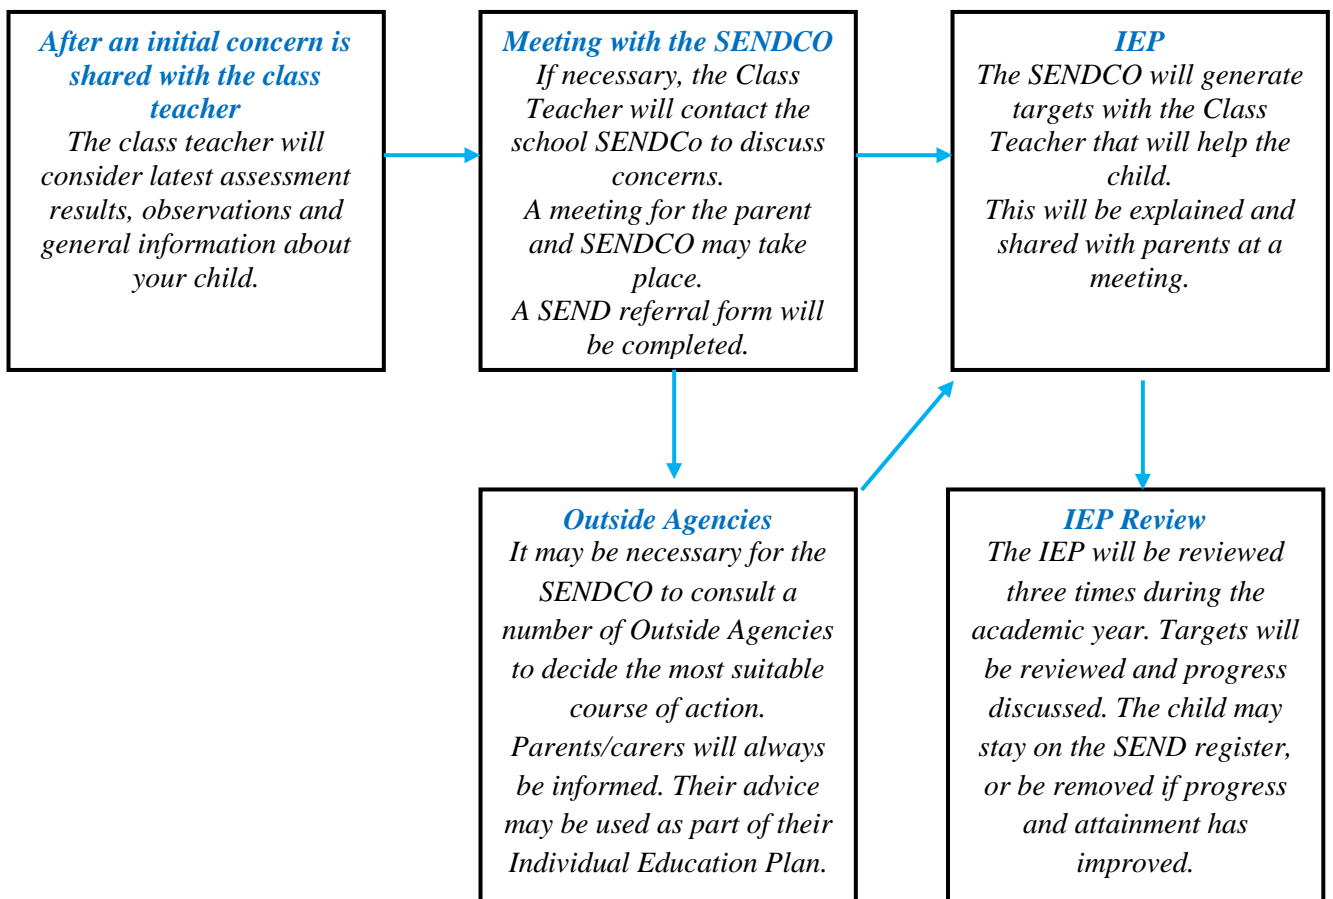 After an initial concern is
shared with the class
teacher
The class teacher will
consider latest assessment
results, observations and
general information about
your child.
Meeting with the SENDCO
If necessary, the Class
Teacher will contact the
school SENDCo to discuss
concerns.
A meeting for the parent
and SENDCO may take
place.
A SEND referral form will
be completed.
IEP
The SENDCO will generate
targets with the Class
Teacher that will help the
child.
This will be explained and
shared with parents at a
meeting.
Outside Agencies
It may be necessary for the
SENDCO to consult a
number of Outside Agencies
to decide the most suitable
course of action.
Parents/carers will always
be informed. Their advice
may be used as part of their
Individual Education Plan.
IEP Review
The IEP will be reviewed
three times during the
academic year. Targets will
be reviewed and progress
discussed. The child may
stay on the SEND register,
or be removed if progress
and attainment has
improved.